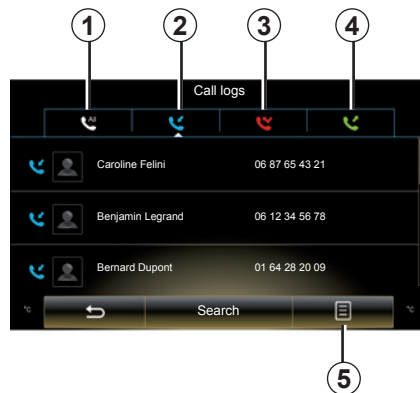 1 2 3 4
Call logs
All
Caroline Felini 06 87 65 43 21
Benjamin Legrand 06 12 34 56 78
Bernard Dupont 01 64 28 20 09
°C Search °C
5